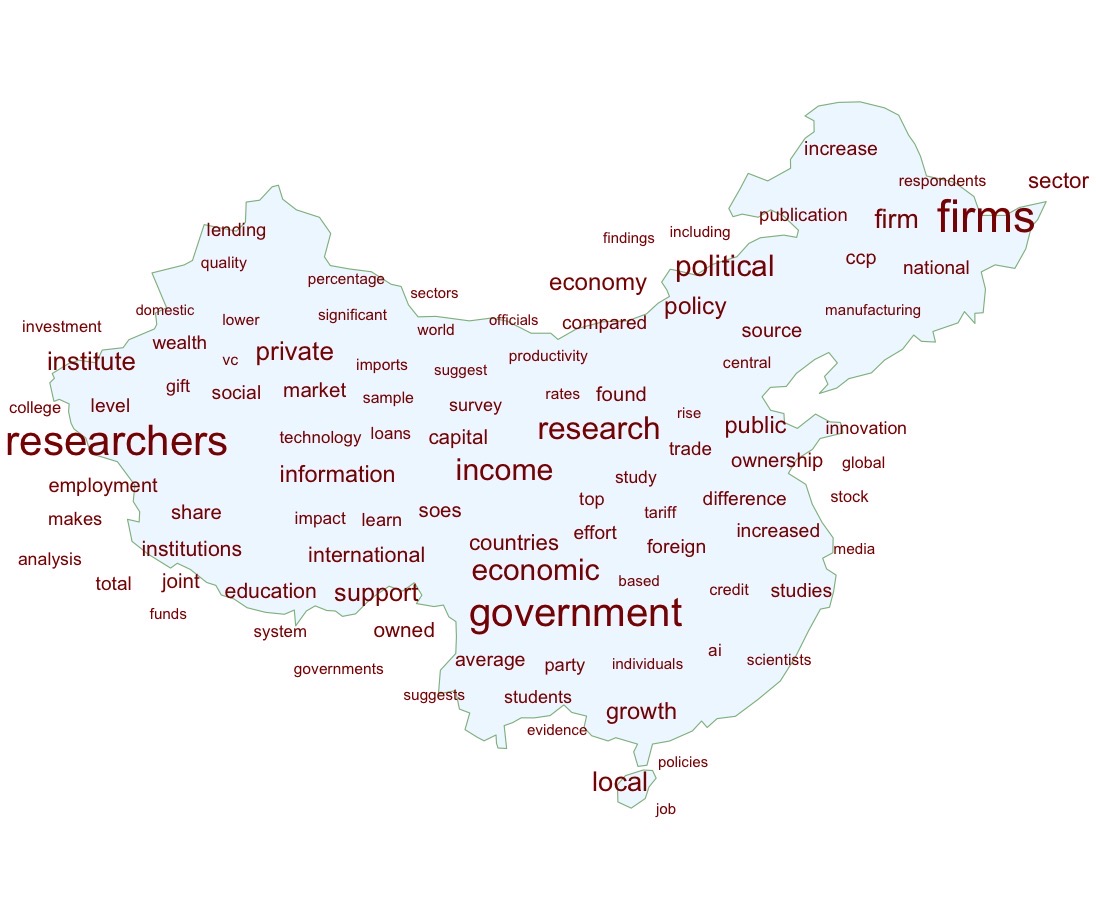 increase
respondents
sector
publication
firm
firms
lending
findings
including
quality
political
ccp
national
percentage
economy
sectors
domestic
lower
significant
officials
policy
manufacturing
investment
world
compared
source
wealth
institute
vc
private
imports
suggest
productivity
central
gift
social
market
sample
rates
found
college
level
survey
rise
researchers
technology
loans
capital
research
public
innovation
trade
information
income
ownership
global
employment
study
makes
share
impact
learn
soes
top
tariff
difference
stock
effort
increased
analysis
institutions
international
countries
foreign
media
total
joint
education
support
economic
based
credit
studies
funds
government
system
owned
governments
average
party
individuals
ai
scientists
suggests
students
growth
evidence
policies
local
job